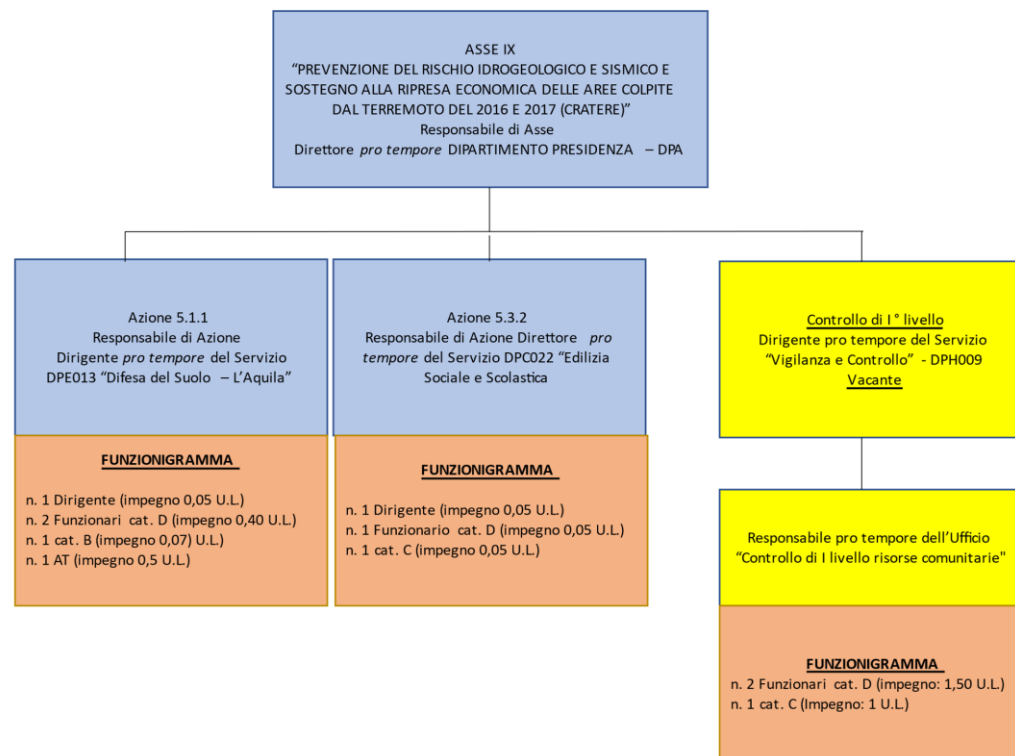 ASSE IX
“PREVENZIONE DEL RISCHIO IDROGEOLOGICO E SISMICO E
SOSTEGNO ALLA RIPRESA ECONOMICA DELLE AREE COLPITE
DAL TERREMOTO DEL 2016 E 2017 (CRATERE)”
Responsabile di Asse
Direttore pro tempore DIPARTIMENTO PRESIDENZA – DPA
Azione 5.1.1
Responsabile di Azione
Dirigente pro tempore del Servizio
DPE013 “Difesa del Suolo – L’Aquila”
FUNZIONIGRAMMA
n. 1 Dirigente (impegno 0,05 U.L.)
n. 2 Funzionari cat. D (impegno 0,40 U.L.)
n. 1 cat. B (impegno 0,07) U.L.)
n. 1 AT (impegno 0,5 U.L.)
Azione 5.3.2
Responsabile di Azione Direttore pro
tempore del Servizio DPC022 “Edilizia
Sociale e Scolastica
FUNZIONIGRAMMA
n. 1 Dirigente (impegno 0,05 U.L.)
n. 1 Funzionario cat. D (impegno 0,05 U.L.)
n. 1 cat. C (impegno 0,05 U.L.)
Controllo di I° livello
Dirigente pro tempore del Servizio
“Vigilanza e Controllo” - DPH009
Vacante
Responsabile pro tempore dell’Ufficio
“Controllo di I livello risorse comunitarie"
FUNZIONIGRAMMA
n. 2 Funzionari cat. D (impegno: 1,50 U.L.)
n. 1 cat. C (Impegno: 1 U.L.)